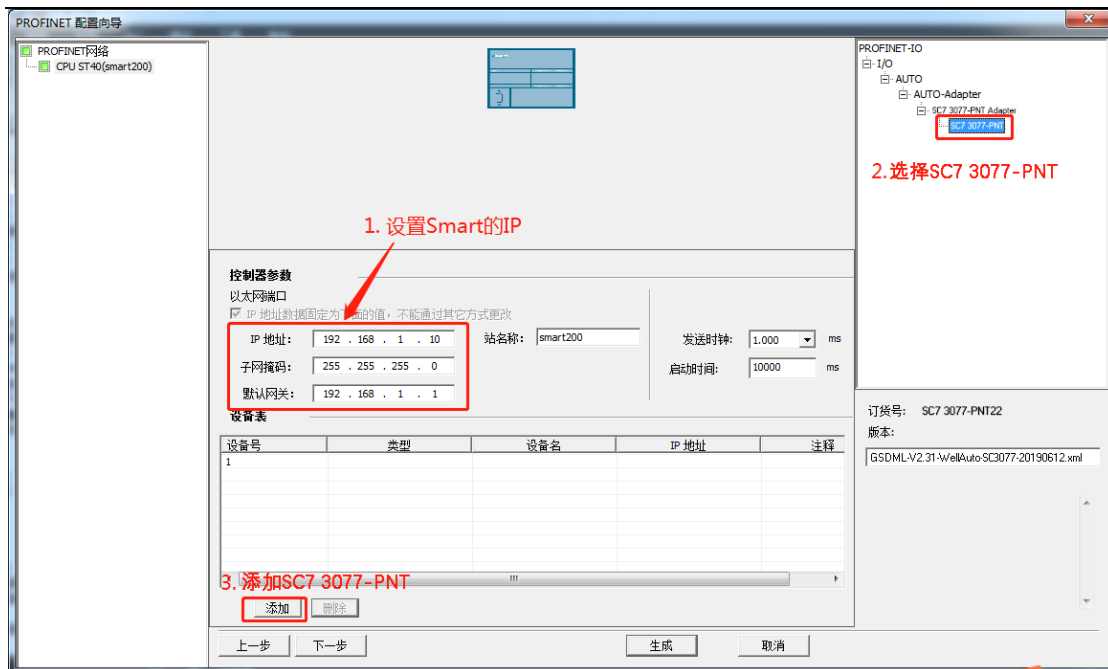 PROFINET 配置向导
PROFINET网络
CPU ST40(smart200)
PROFINET-IO
I/O
AUTO
AUTO-Adapter
SC7 3077-PNT Adapter
SC7 3077-PNT
2.选择SC7 3077-PNT
1. 设置Smart的IP
控制器参数
以太网端口
IP 地址数据固定为下面的值，不能通过其它方式更改
IP 地址： 192 . 168 . 1 . 10 站名称： smart200 发送时钟： 1.000 ms
子网掩码： 255 . 255 . 255 . 0 启动时间： 10000 ms
默认网关： 192 . 168 . 1 . 1
设备表
设备号 类型 设备名 IP 地址 注释
1
3.添加SC7 3077-PNT
添加 删除
上一步 下一步 生成 取消
订货号： SC7 3077-PNT22
版本：
GSDML-V2.31-WellAuto-SC3077-20190612.xml